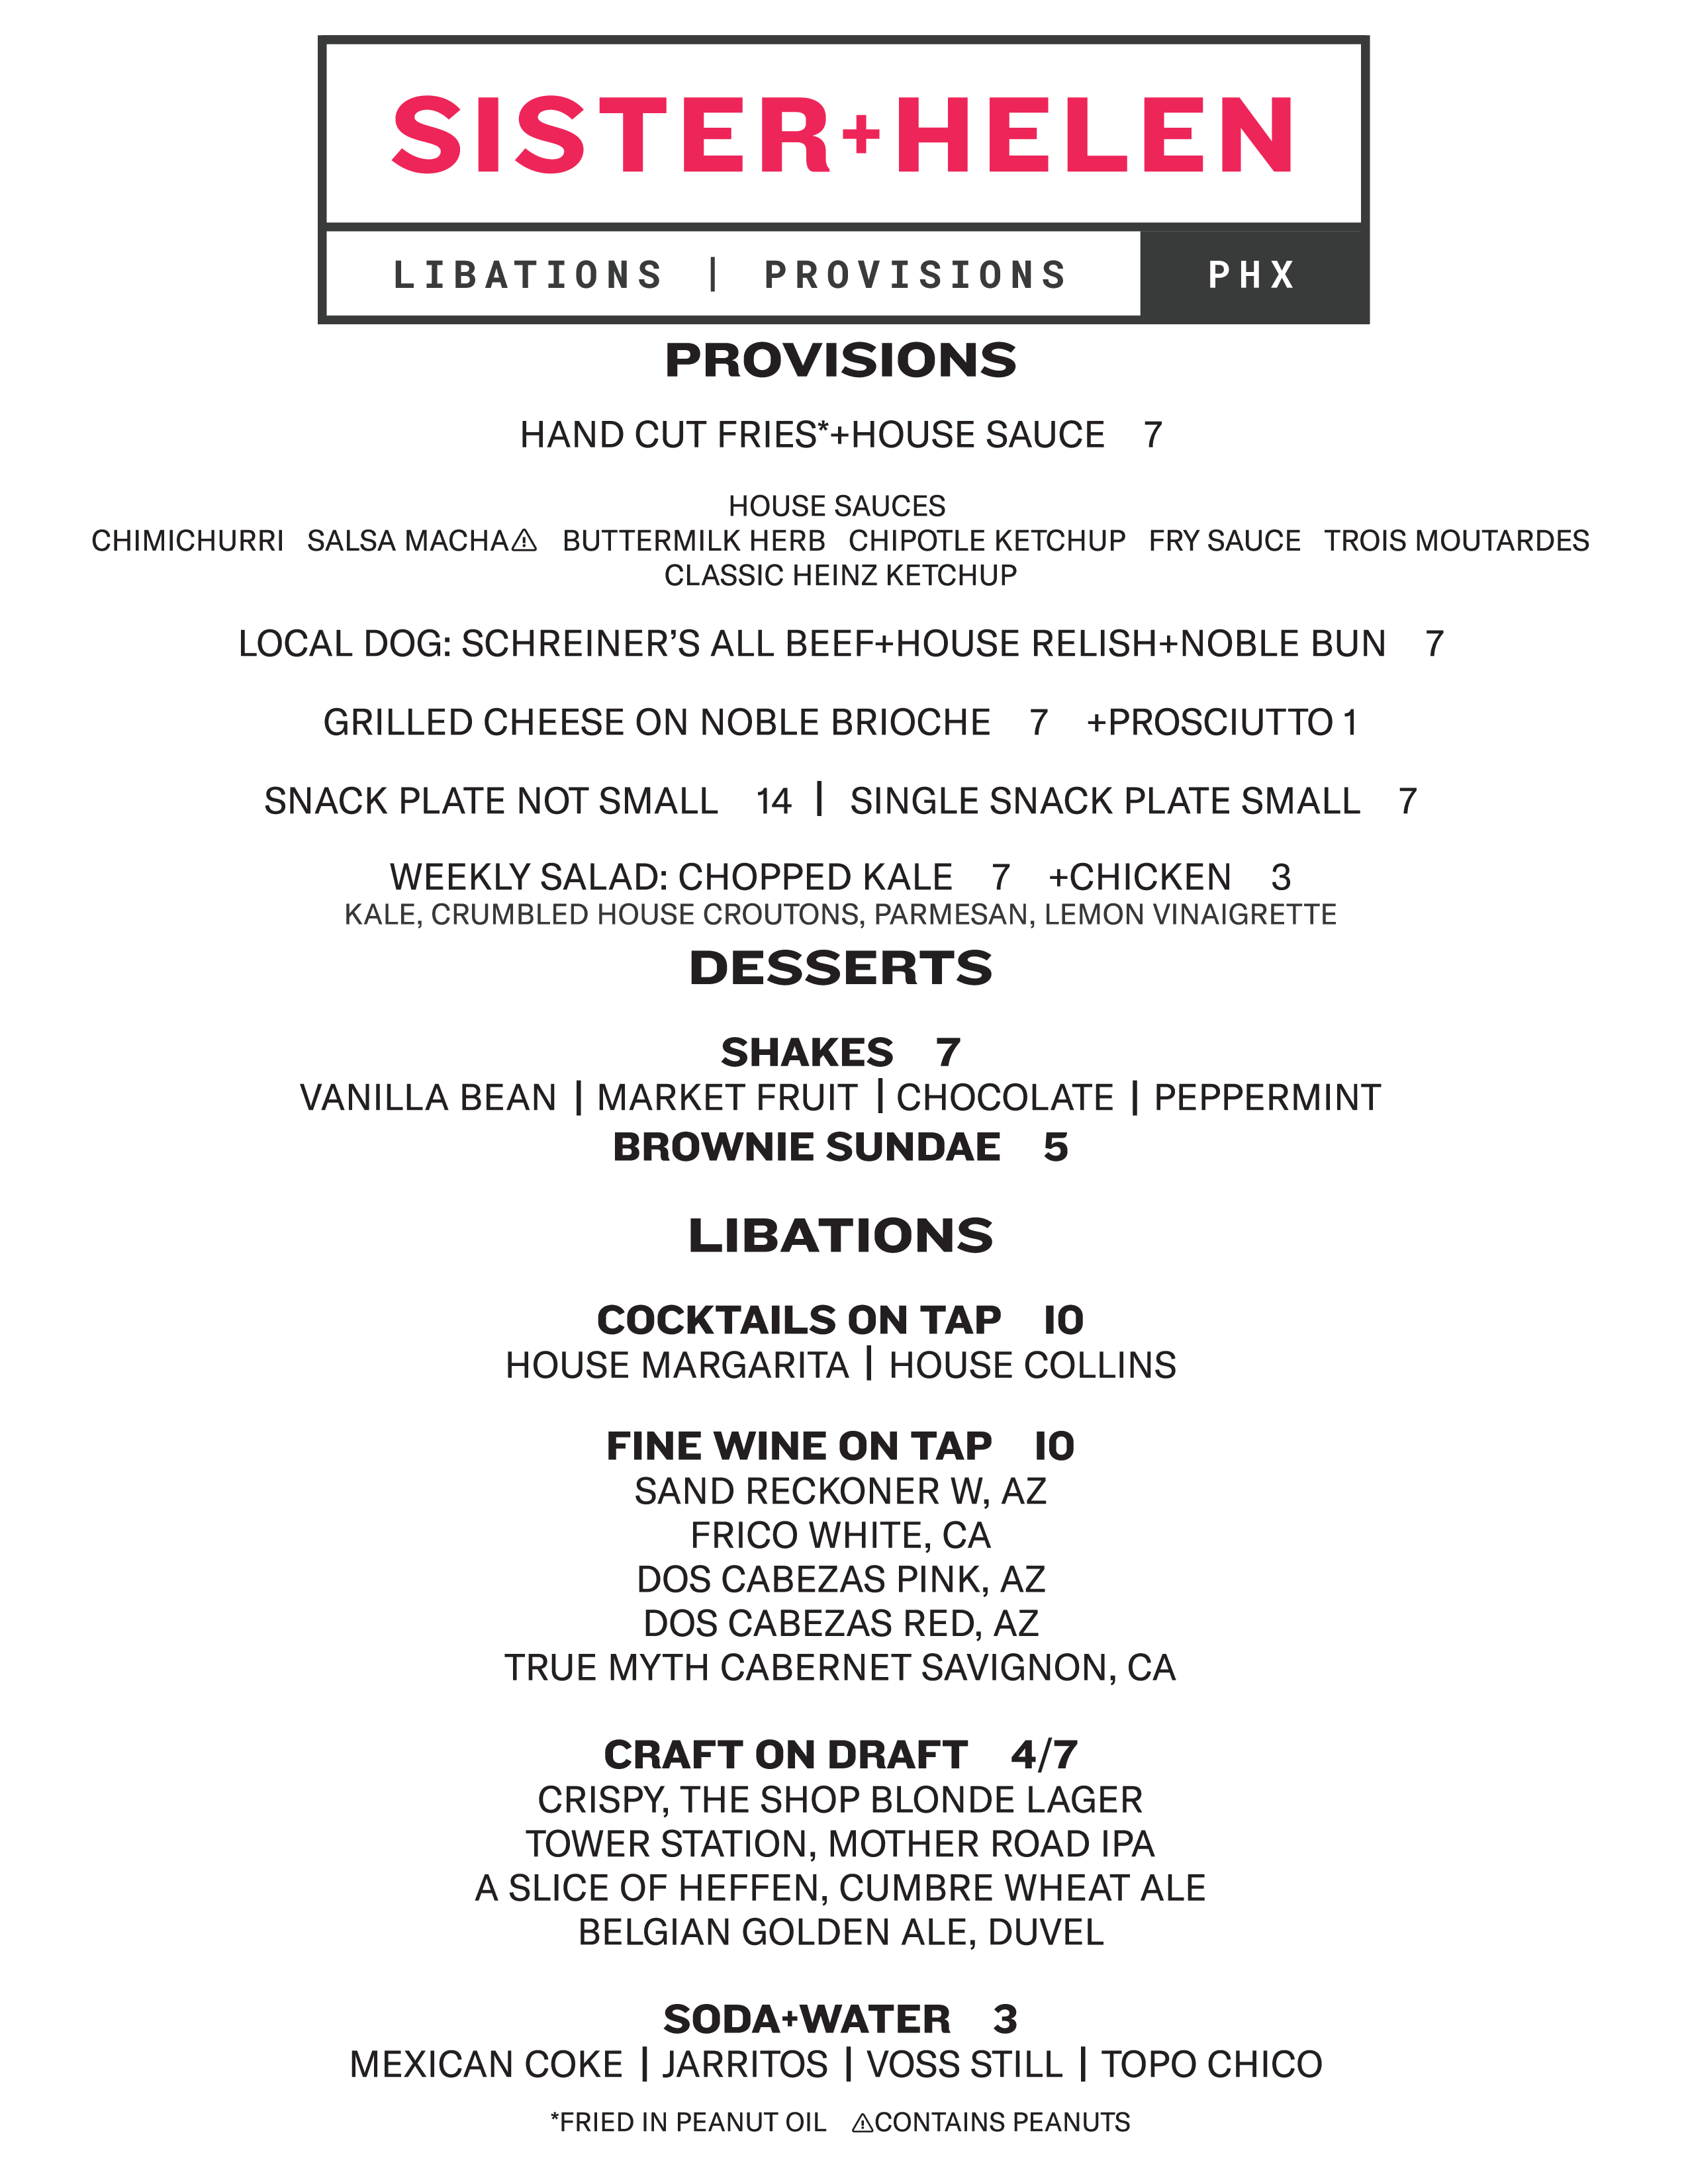 SISTER+HELEN
LIBATIONS | PROVISIONS PHX
PROVISIONS
HAND CUT FRIES*+HOUSE SAUCE 7
HOUSE SAUCES
CHIMICHURRI SALSA MACHA⚠ BUTTERMILK HERB CHIPOTLE KETCHUP FRY SAUCE TROIS MOUTARDES
CLASSIC HEINZ KETCHUP
LOCAL DOG: SCHREINER’S ALL BEEF+HOUSE RELISH+NOBLE BUN 7
GRILLED CHEESE ON NOBLE BRIOCHE 7 +PROSCIUTTO 1
SNACK PLATE NOT SMALL 14 | SINGLE SNACK PLATE SMALL 7
WEEKLY SALAD: CHOPPED KALE 7 +CHICKEN 3
KALE, CRUMBLED HOUSE CROUTONS, PARMESAN, LEMON VINAIGRETTE
DESSERTS
SHAKES 7
VANILLA BEAN | MARKET FRUIT | CHOCOLATE | PEPPERMINT
BROWNIE SUNDAE 5
LIBATIONS
COCKTAILS ON TAP 10
HOUSE MARGARITA | HOUSE COLLINS
FINE WINE ON TAP 10
SAND RECKONER W, AZ
FRICO WHITE, CA
DOS CABEZAS PINK, AZ
DOS CABEZAS RED, AZ
TRUE MYTH CABERNET SAVIGNON, CA
CRAFT ON DRAFT 4/7
CRISPY, THE SHOP BLONDE LAGER
TOWER STATION, MOTHER ROAD IPA
A SLICE OF HEFFEN, CUMBRE WHEAT ALE
BELGIAN GOLDEN ALE, DUVEL
SODA+WATER 3
MEXICAN COKE | JARRITOS | VOSS STILL | TOPO CHICO
*FRIED IN PEANUT OIL ⚠CONTAINS PEANUTS